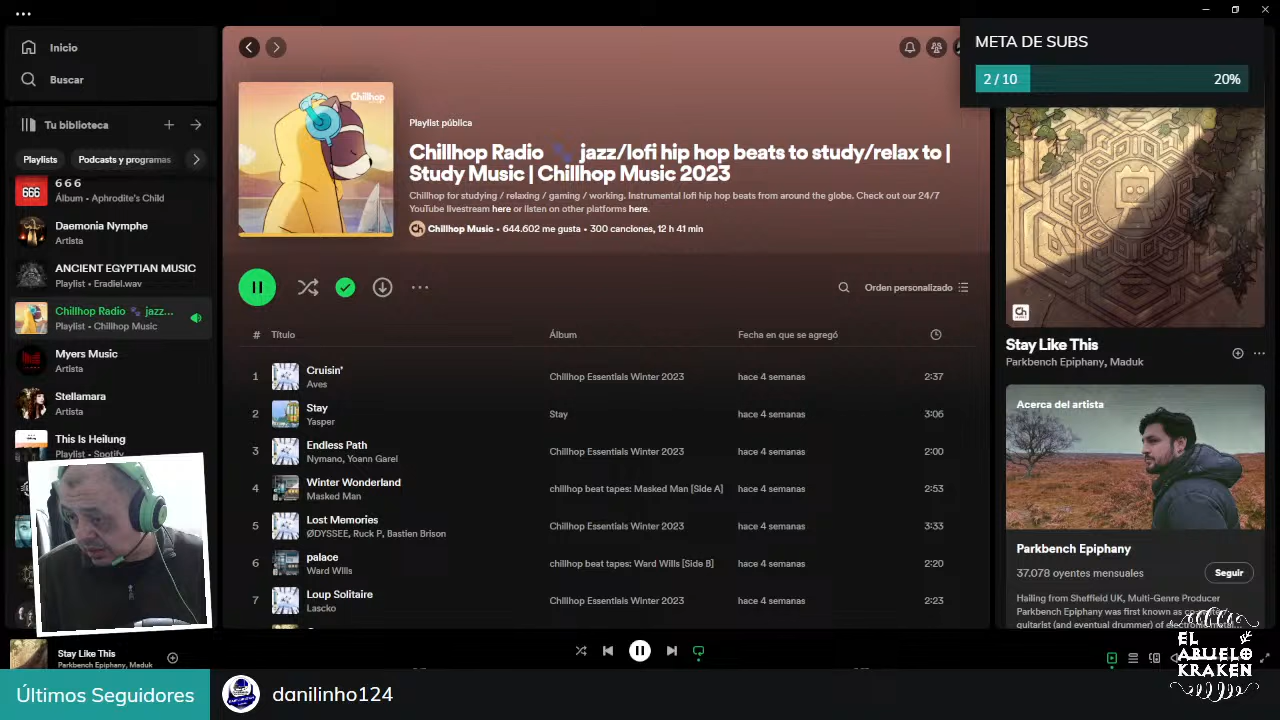 Inicio
Buscar
Tu biblioteca
Playlists
Podcasts y programas
666
6 6 6
Álbum • Aphrodite's Child
Daemonia Nymphe
Artista
ANCIENT EGYPTIAN MUSIC
Playlist • Eradiel.wav
Chillhop Radio 🐾 jazz...
Playlist • Chillhop Music
Myers Music
Artista
Stellamara
Artista
This Is Heilung
Playlist • Spotify
Chillhop
Playlist pública
Chillhop Radio 🐾 jazz/lofi hip hop beats to study/relax to |
Study Music | Chillhop Music 2023
Chillhop for studying / relaxing / gaming / working. Instrumental lofi hip hop beats from around the globe. Check out our 24/7
YouTube livestream here or listen on other platforms here.
Chillhop Music • 644.602 me gusta • 300 canciones, 12 h 41 min
Orden personalizado
# Título Álbum Fecha en que se agregó
1 Cruisin' Chillhop Essentials Winter 2023 hace 4 semanas 2:37
Aves
2 Stay Stay hace 4 semanas 3:06
Yasper
3 Endless Path Chillhop Essentials Winter 2023 hace 4 semanas 2:00
Nymano, Yoann Garel
4 Winter Wonderland chillhop beat tapes: Masked Man [Side A] hace 4 semanas 2:53
Masked Man
5 Lost Memories Chillhop Essentials Winter 2023 hace 4 semanas 3:33
ØDYSSEE, Ruck P, Bastien Brison
6 palace chillhop beat tapes: Ward Wills [Side B] hace 4 semanas 2:20
Ward Wills
7 Loup Solitaire Chillhop Essentials Winter 2023 hace 4 semanas 2:23
Lascko
META DE SUBS
2 / 10 20%
Ch
Stay Like This
Parkbench Epiphany, Maduk
Acerca del artista
Parkbench Epiphany
37.078 oyentes mensuales
Seguir
Hailing from Sheffield UK, Multi-Genre Producer
Parkbench Epiphany was first known as
guitarist (and eventual drummer) of
Stay Like This
Parkbench Epiphany, Maduk
EL
ABUELO
KRAKEN
Últimos Seguidores
danilinho124